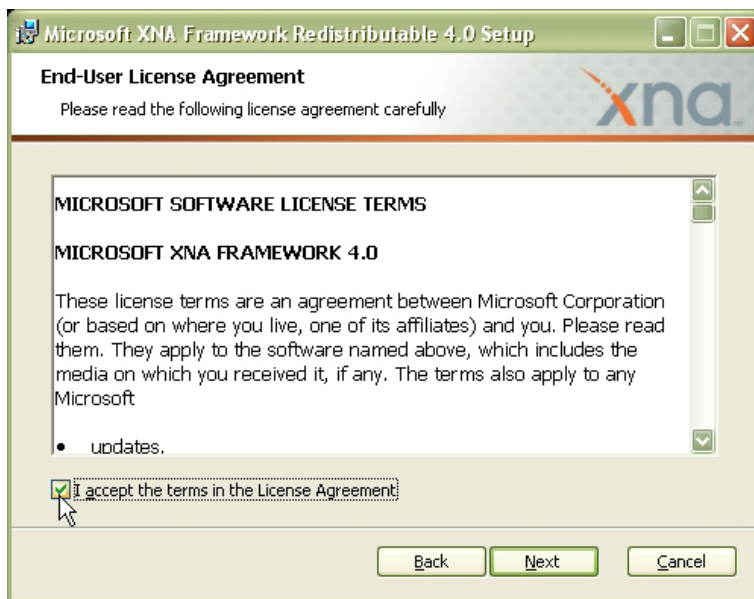 Microsoft XNA Framework Redistributable 4.0 Setup
End-User License Agreement
Please read the following license agreement carefully
xna
MICROSOFT SOFTWARE LICENSE TERMS
MICROSOFT XNA FRAMEWORK 4.0
These license terms are an agreement between Microsoft Corporation
(or based on where you live, one of its affiliates) and you. Please read
them. They apply to the software named above, which includes the
media on which you received it, if any. The terms also apply to any
Microsoft
• updates,
I accept the terms in the License Agreement
Back Next Cancel